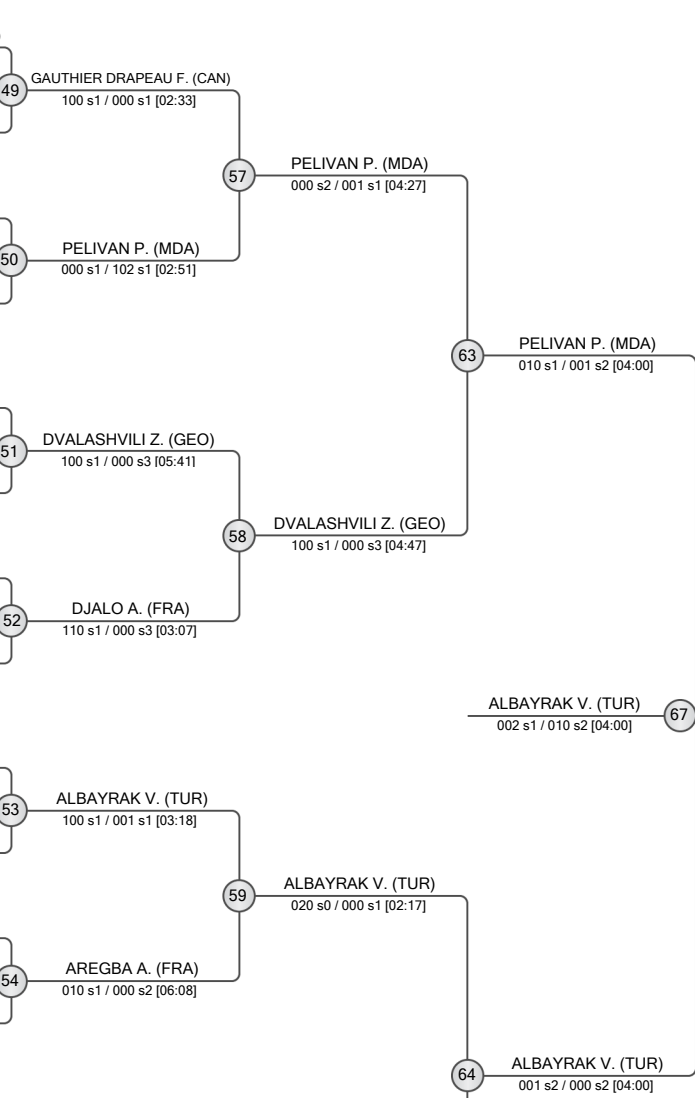 49
GAUTHIER DRAPEAU F. (CAN)
100 s1 / 000 s1 [02:33]
57
PELIVAN P. (MDA)
000 s2 / 001 s1 [04:27]
50
PELIVAN P. (MDA)
000 s1 / 102 s1 [02:51]
63
PELIVAN P. (MDA)
010 s1 / 001 s2 [04:00]
51
DVALASHVILI Z. (GEO)
100 s1 / 000 s3 [05:41]
58
DVALASHVILI Z. (GEO)
100 s1 / 000 s3 [04:47]
52
DJALO A. (FRA)
110 s1 / 000 s3 [03:07]
ALBAYRAK V. (TUR)
002 s1 / 010 s2 [04:00]
67
53
ALBAYRAK V. (TUR)
100 s1 / 001 s1 [03:18]
59
ALBAYRAK V. (TUR)
020 s0 / 000 s1 [02:17]
54
AREGBA A. (FRA)
010 s1 / 000 s2 [06:08]
64
ALBAYRAK V. (TUR)
001 s2 / 000 s2 [04:00]